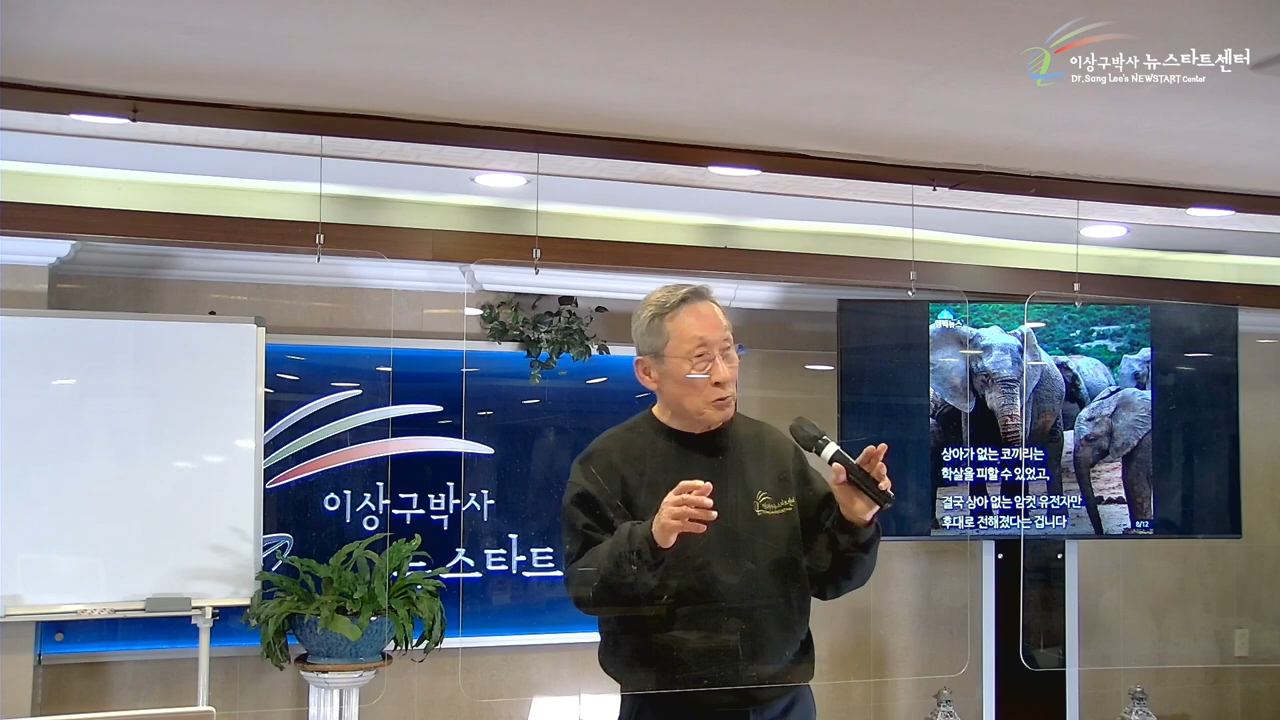 이상구박사 뉴스타트센터
Dr. Sang Lee's NEWSTART Center
이상구박사
뉴스타트
상아가 없는 코끼리는
학살을 피할 수 있었고,
결국 상아 없는 암컷 유전자만
후대로 전해졌다는 겁니다
8/12